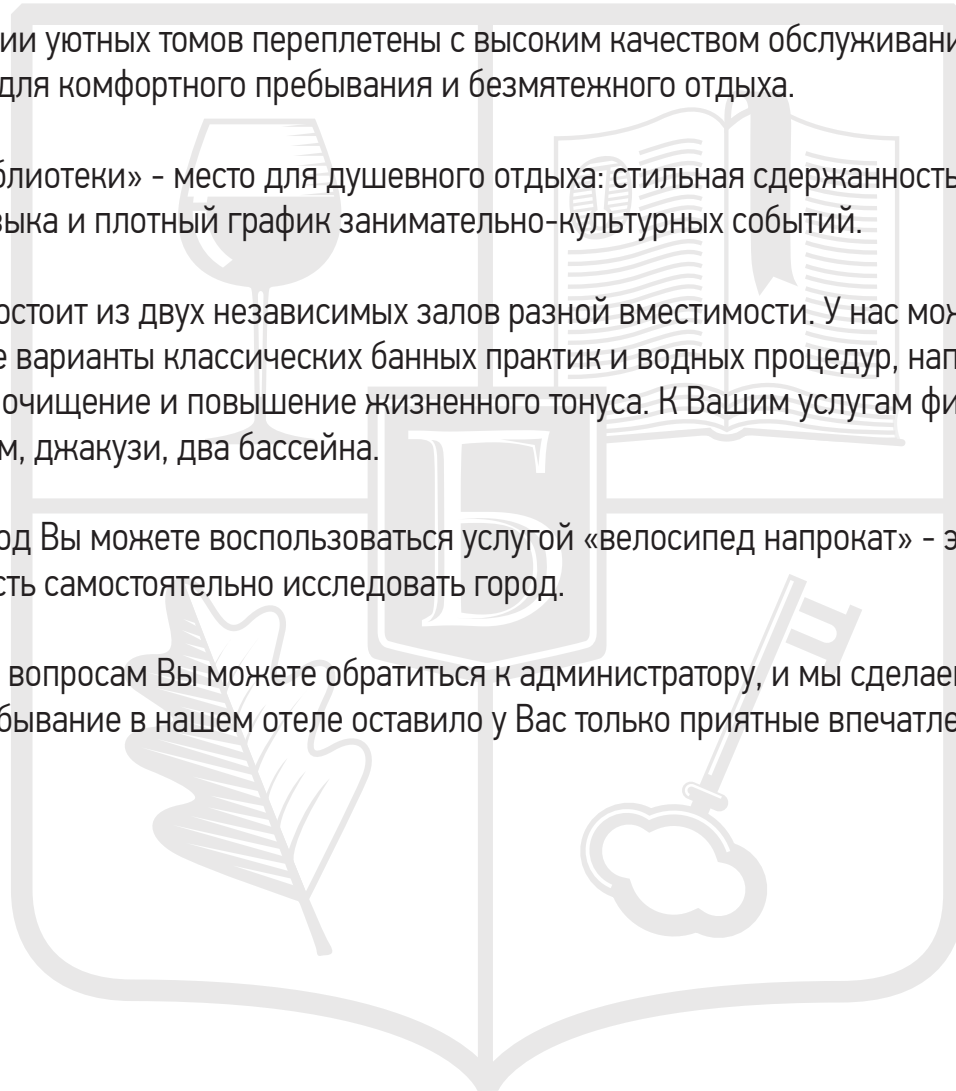 ии уютных томов переплетены с высоким качеством обслуживани
для комфортного пребывания и безмятежного отдыха.
блиотеки» - место для душевного отдыха: стильная сдержанность
зыка и плотный график занимательно-культурных событий.
остоит из двух независимых залов разной вместимости. У нас мож
е варианты классических банных практик и водных процедур, нап
очищение и повышение жизненного тонуса. К Вашим услугам фи
м, джакузи, два бассейна.
од Вы можете воспользоваться услугой «велосипед напрокат» - э
сть самостоятельно исследовать город.
вопросам Вы можете обратиться к администратору, и мы сделаем
бывание в нашем отеле оставило у Вас только приятные впечатле
Б